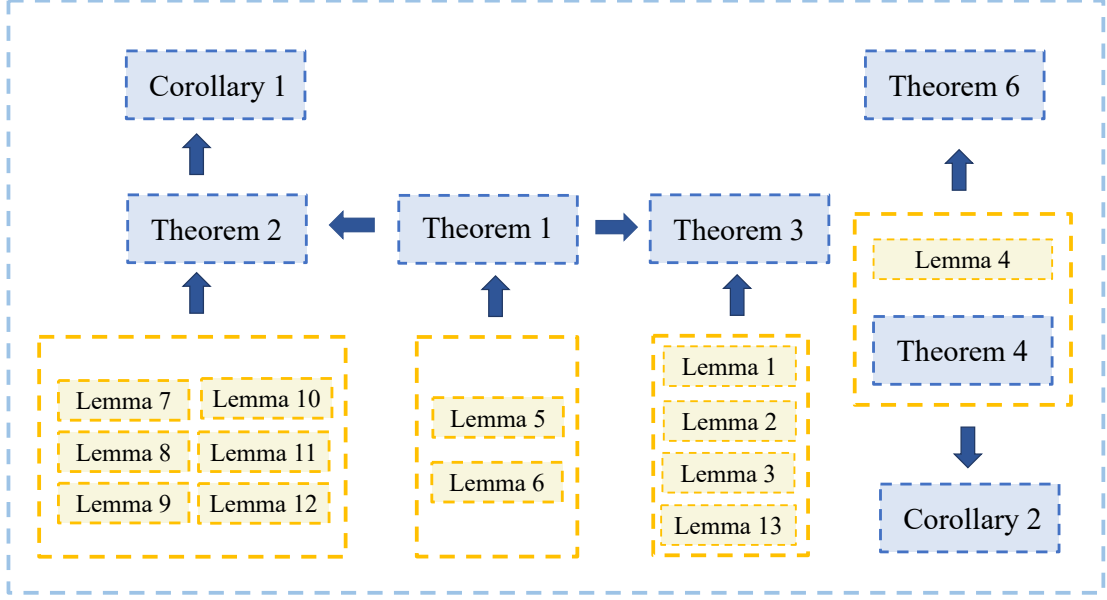 Corollary 1
Theorem 6
Theorem 2
Theorem 1
Theorem 3
Lemma 4
Theorem 4
Lemma 7
Lemma 10
Lemma 8
Lemma 11
Lemma 9
Lemma 12
Lemma 5
Lemma 6
Lemma 1
Lemma 2
Lemma 3
Lemma 13
Corollary 2